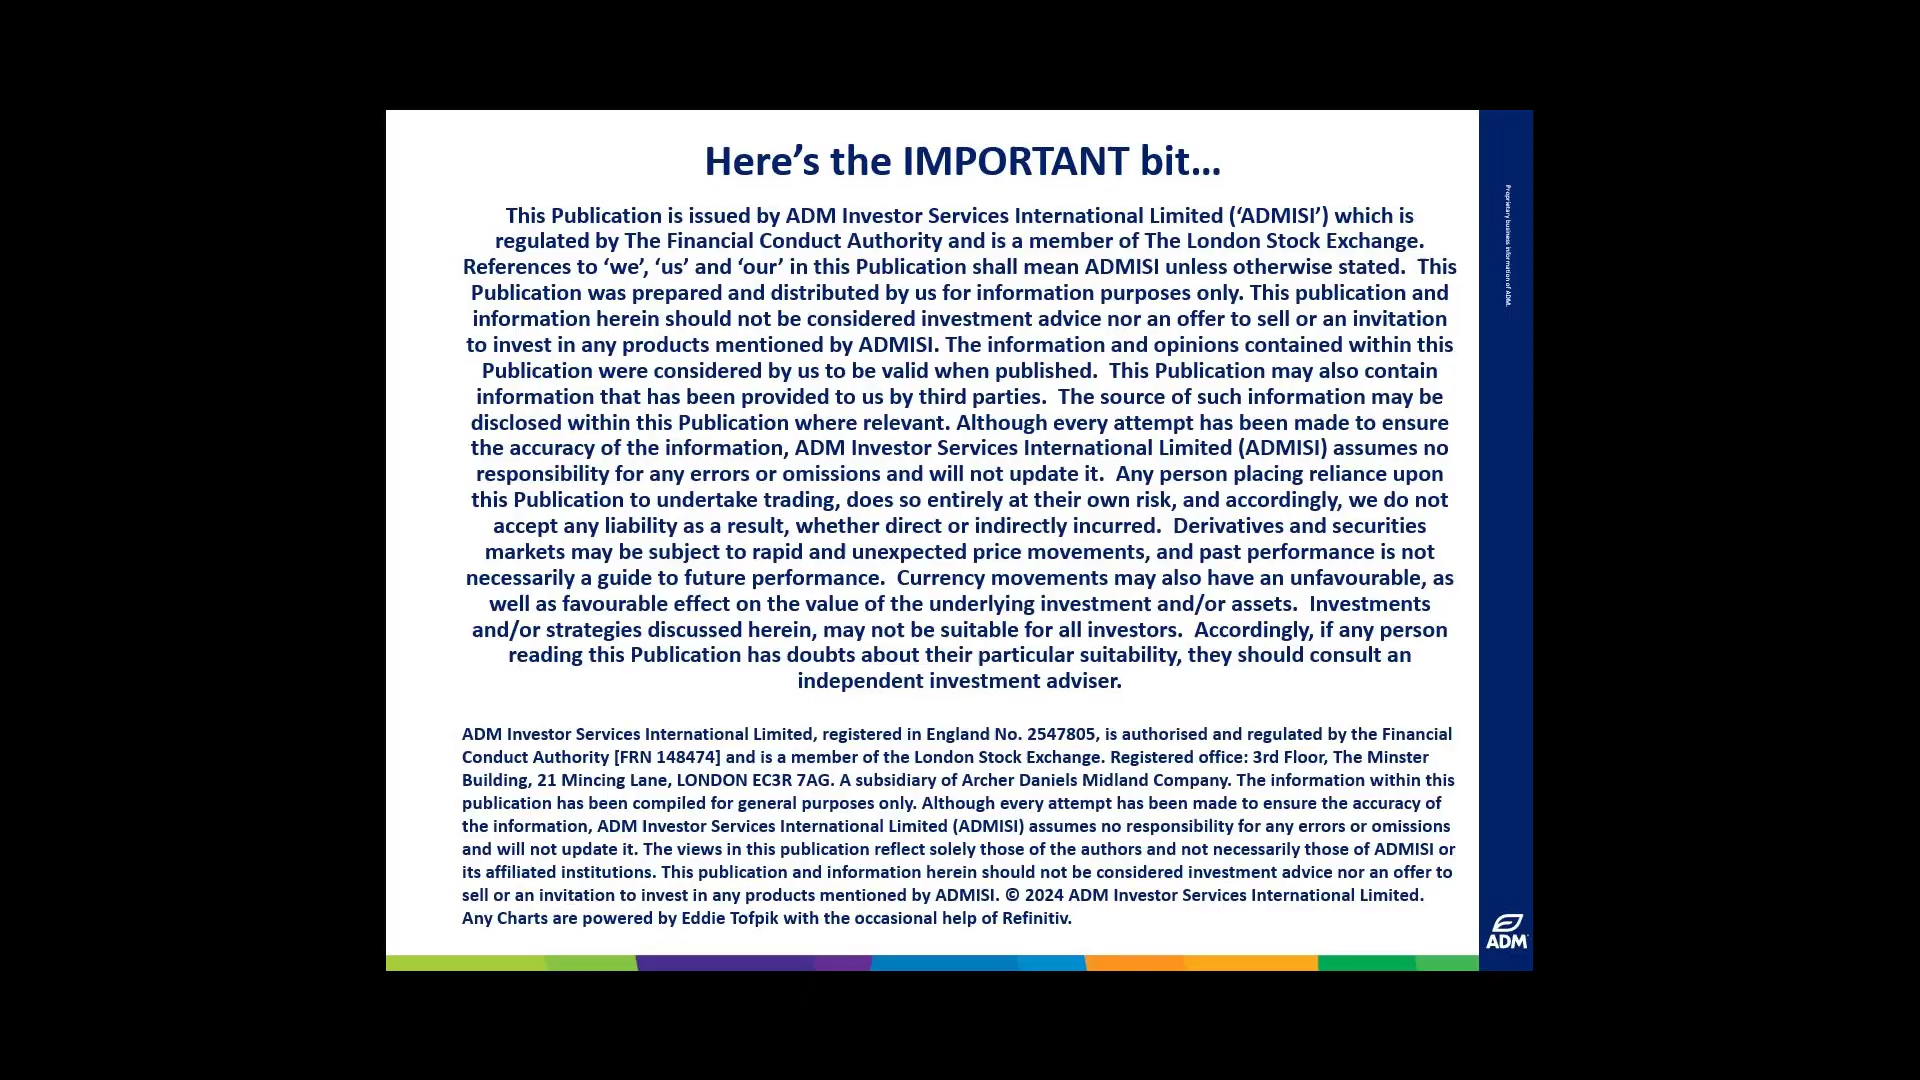 Here’s the IMPORTANT bit…
This Publication is issued by ADM Investor Services International Limited (‘ADMISI’) which is
regulated by The Financial Conduct Authority and is a member of The London Stock Exchange.
References to ‘we’, ‘us’ and ‘our’ in this Publication shall mean ADMISI unless otherwise stated.  This
Publication was prepared and distributed by us for information purposes only. This publication and
information herein should not be considered investment advice nor an offer to sell or an invitation
to invest in any products mentioned by ADMISI. The information and opinions contained within this
Publication were considered by us to be valid when published.  This Publication may also contain
information that has been provided to us by third parties.  The source of such information may be
disclosed within this Publication where relevant. Although every attempt has been made to ensure
the accuracy of the information, ADM Investor Services International Limited (ADMISI) assumes no
responsibility for any errors or omissions and will not update it.  Any person placing reliance upon
this Publication to undertake trading, does so entirely at their own risk, and accordingly, we do not
accept any liability as a result, whether direct or indirectly incurred.  Derivatives and securities
markets may be subject to rapid and unexpected price movements, and past performance is not
necessarily a guide to future performance.  Currency movements may also have an unfavourable, as
well as favourable effect on the value of the underlying investment and/or assets.  Investments
and/or strategies discussed herein, may not be suitable for all investors.  Accordingly, if any person
reading this Publication has doubts about their particular suitability, they should consult an
independent investment adviser.
ADM Investor Services International Limited, registered in England No. 2547805, is authorised and regulated by the Financial
Conduct Authority [FRN 148474] and is a member of the London Stock Exchange. Registered office: 3rd Floor, The Minster
Building, 21 Mincing Lane, LONDON EC3R 7AG. A subsidiary of Archer Daniels Midland Company. The information within this
publication has been compiled for general purposes only. Although every attempt has been made to ensure the accuracy of
the information, ADM Investor Services International Limited (ADMISI) assumes no responsibility for any errors or omissions
and will not update it. The views in this publication reflect solely those of the authors and not necessarily those of ADMISI or
its affiliated institutions. This publication and information herein should not be considered investment advice nor an offer to
sell or an invitation to invest in any products mentioned by ADMISI. © 2024 ADM Investor Services International Limited.
Any Charts are powered by Eddie Tofpik with the occasional help of Refinitiv.
Proprietary business information of ADM.
ADM